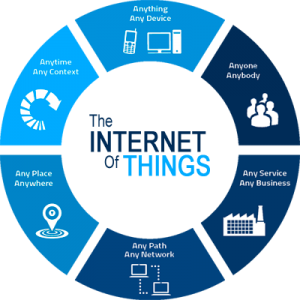 Anything
Any Device
Anyone
Anybody
Any Service
Any Business
Any Path
Any Network
Any Place
Anywhere
Anytime
Any Context
The
INTERNET
Of THINGS